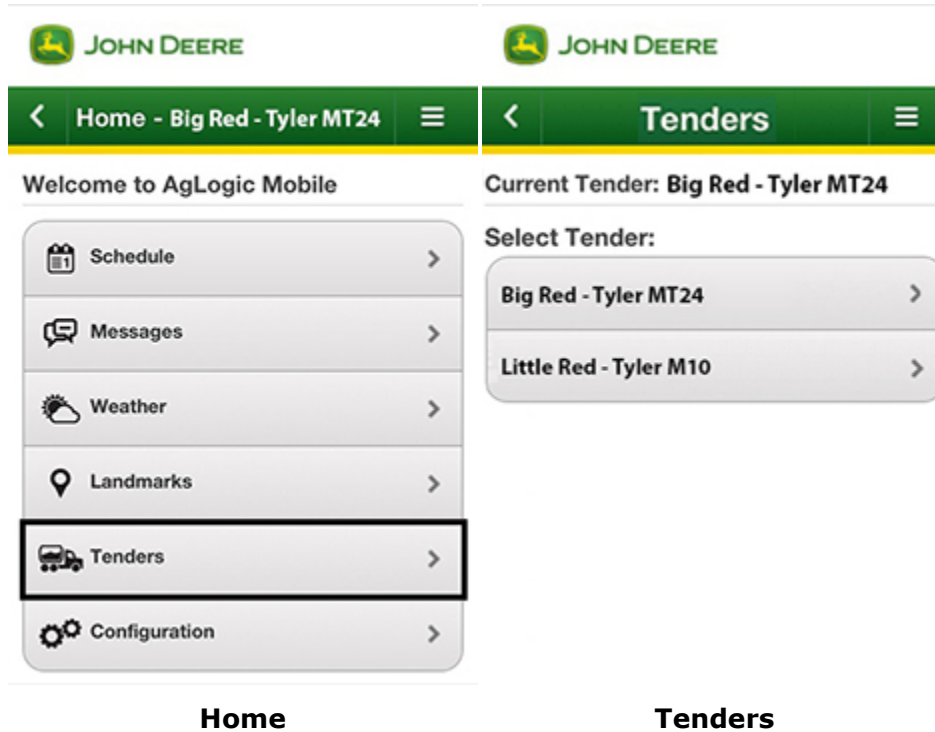 JOHN DEERE
Home - Big Red - Tyler MT24
Welcome to AgLogic Mobile
1
Schedule
Messages
Weather
Landmarks
Tenders
Configuration
Home
JOHN DEERE
Tenders
Current Tender: Big Red - Tyler MT24
Select Tender:
Big Red - Tyler MT24
Little Red - Tyler M10
Tenders